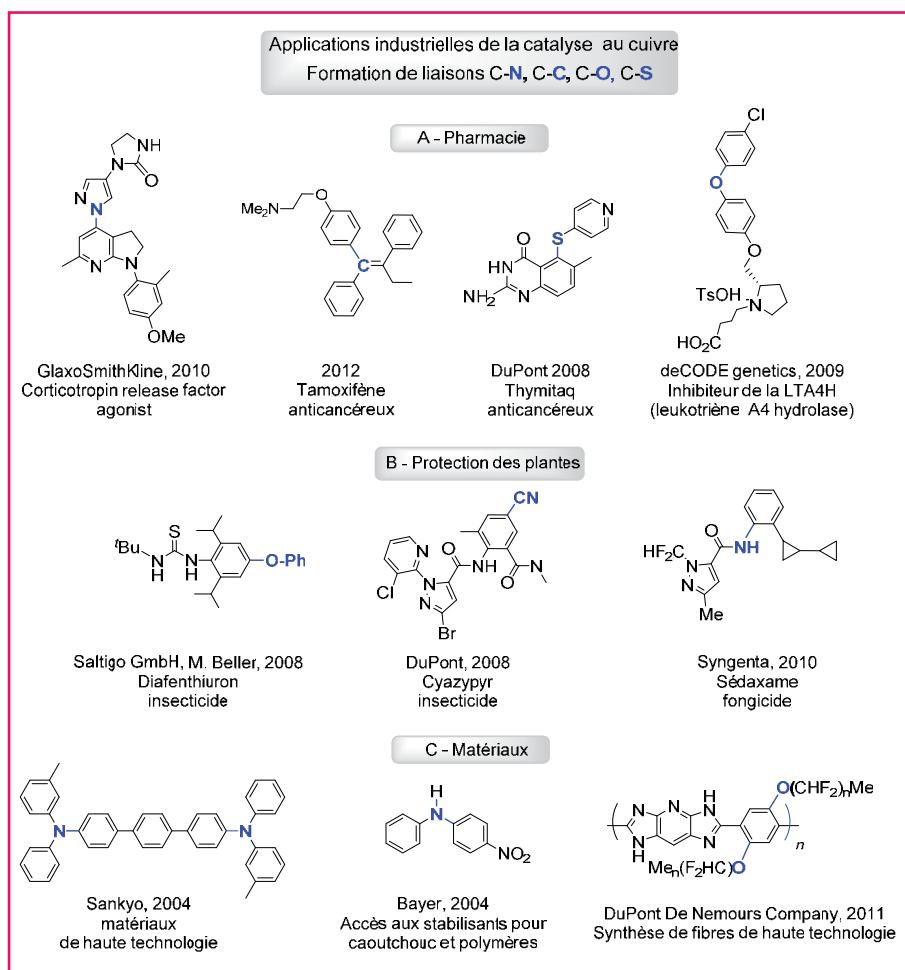 Applications industrielles de la catalyse au cuivre
Formation de liaisons C-N, C-C, C-O, C-S
A - Pharmacie
NH
N
O
N
N
N
N
Me
OMe
GlaxoSmithKline, 2010
Corticotropin release factor
agonist
Me2N
O
C
2012
Tamoxifène
anticancéreux
N
S
O
HN
Me
NH2
N
DuPont 2008
Thymitaq
anticancéreux
Cl
O
O
TsOH
N
HO2C
O
deCODE genetics, 2009
Inhibiteur de la LTA4H
(leukotriène A4 hydrolase)
B - Protection des plantes
tBu
S
NH
NH
O-Ph
Saltigo GmbH, M. Beller, 2008
Diafenthiuron
insecticide
CN
N
Cl
N
N
O
NH
O
NH
Br
DuPont, 2008
Cyazypyr
insecticide
O
NH
HF2C
N
N
Me
Syngenta, 2010
Sédaxame
fongicide
C - Matériaux
N
N
Sankyo, 2004
matériaux
de haute technologie
H
N
NO2
Bayer, 2004
Accès aux stabilisants pour
caoutchouc et polymères
O(CHF2)nMe
N
N
H
N
N
H
N
n
Men(F2HC)O
DuPont De Nemours Company, 2011
Synthèse de fibres de haute technologie